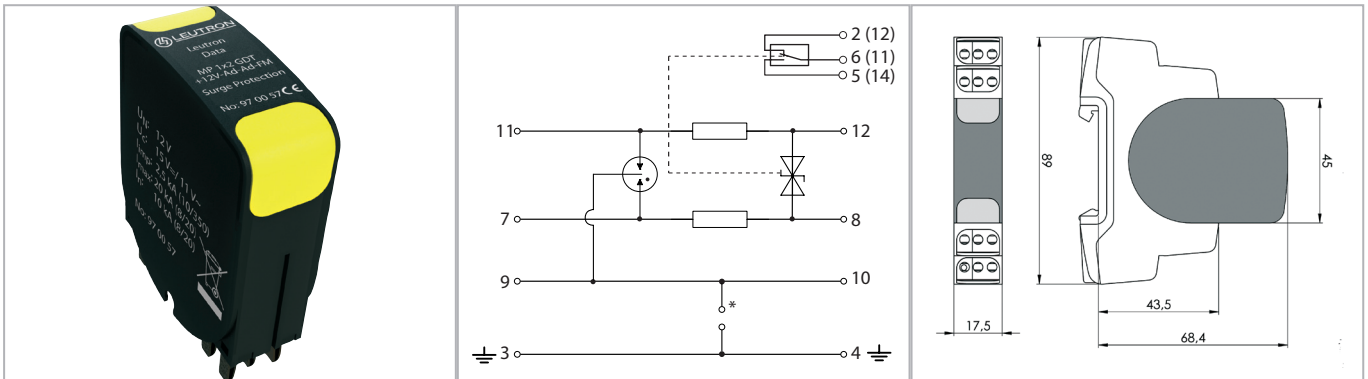 LEUTRON
Leutron
Data
MP 1x2 GDT
+12V-Ad Ad-FM
Surge Protection
No: 97 00 57 CE
UN: 12 V
Uc: 15 V=/ 11 V~
Iimp: 2,5 kA (10/350)
Imax: 20 kA (8/20)
In: 10 kA (8/20)
No: 97 00 57
2 (12)
6 (11)
5 (14)
11
12
7
8
9
10
*
3
4
89
45
17,5
43,5
68,4